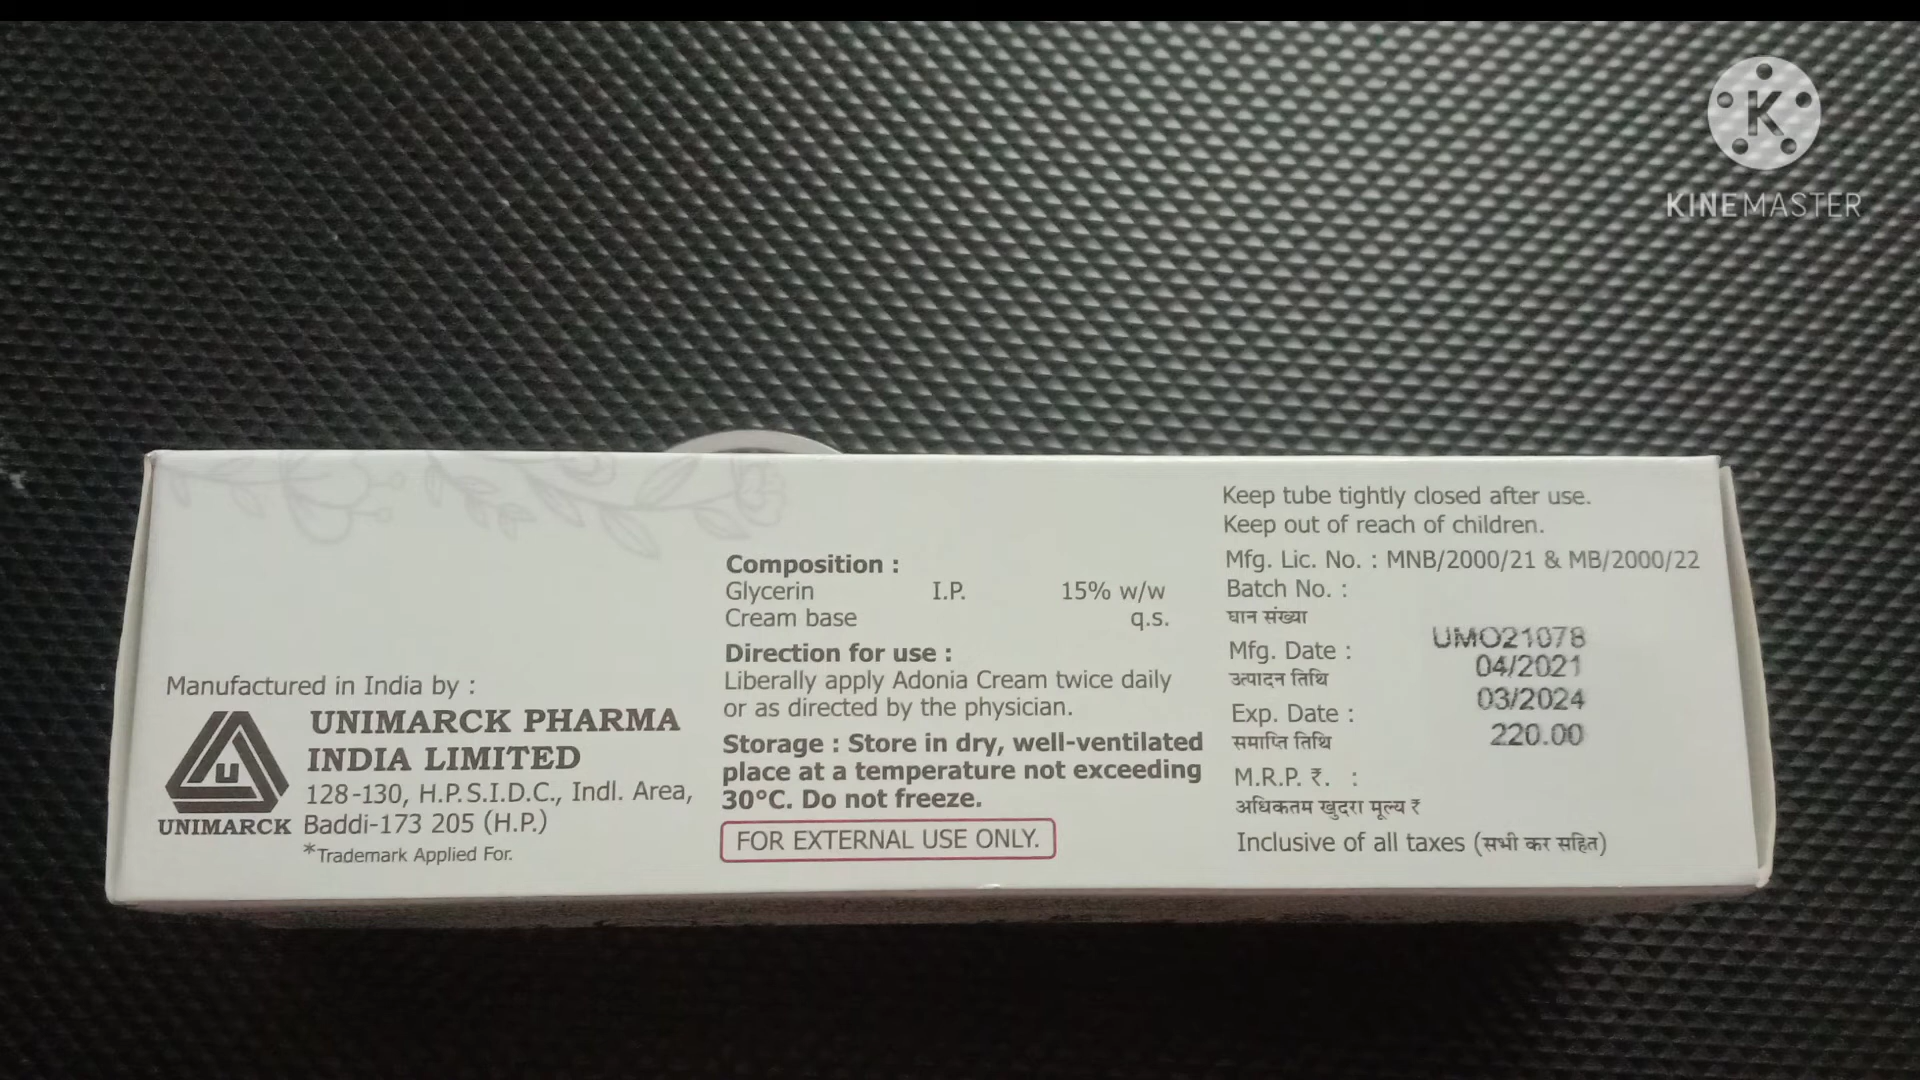 KINEMASTER
Manufactured in India by :
UNIMARCK PHARMA
INDIA LIMITED
128-130, H.P.S.I.D.C., Indl. Area,
Baddi-173 205 (H.P.)
UNIMARCK
*Trademark Applied For.
Composition :
Glycerin I.P. 15% w/w
Cream base q.s.
Direction for use :
Liberally apply Adonia Cream twice daily
or as directed by the physician.
Storage : Store in dry, well-ventilated
place at a temperature not exceeding
30°C. Do not freeze.
FOR EXTERNAL USE ONLY.
Keep tube tightly closed after use.
Keep out of reach of children.
Mfg. Lic. No. : MNB/2000/21 & MB/2000/22
Batch No. :
घान संख्या
UMO21078
Mfg. Date : 04/2021
उत्पादन तिथि
Exp. Date : 03/2024
समाप्ति तिथि
220.00
M.R.P. ₹. :
अधिकतम खुदरा मूल्य ₹
Inclusive of all taxes (सभी कर सहित)